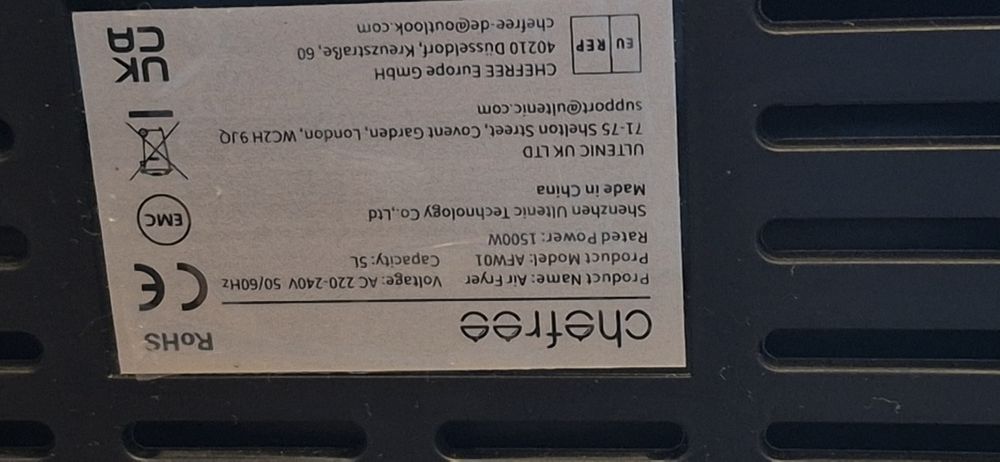 chefree
RoHS
Product Name: Air Fryer Voltage: AC 220-240V 50/60Hz
Product Model: AFW01 Capacity: 5L
Rated Power: 1500W
CE
Shenzhen Ultenic Technology Co.,Ltd
Made in China
EMC
ULTENIC UK LTD
71-75 Shelton Street, Covent Garden, London, WC2H 9JQ
support@ultenic.com
EU REP
CHEFREE Europe GmbH
40210 Düsseldorf, Kreuzstraße, 60
chefree-de@outlook.com
UK
CA